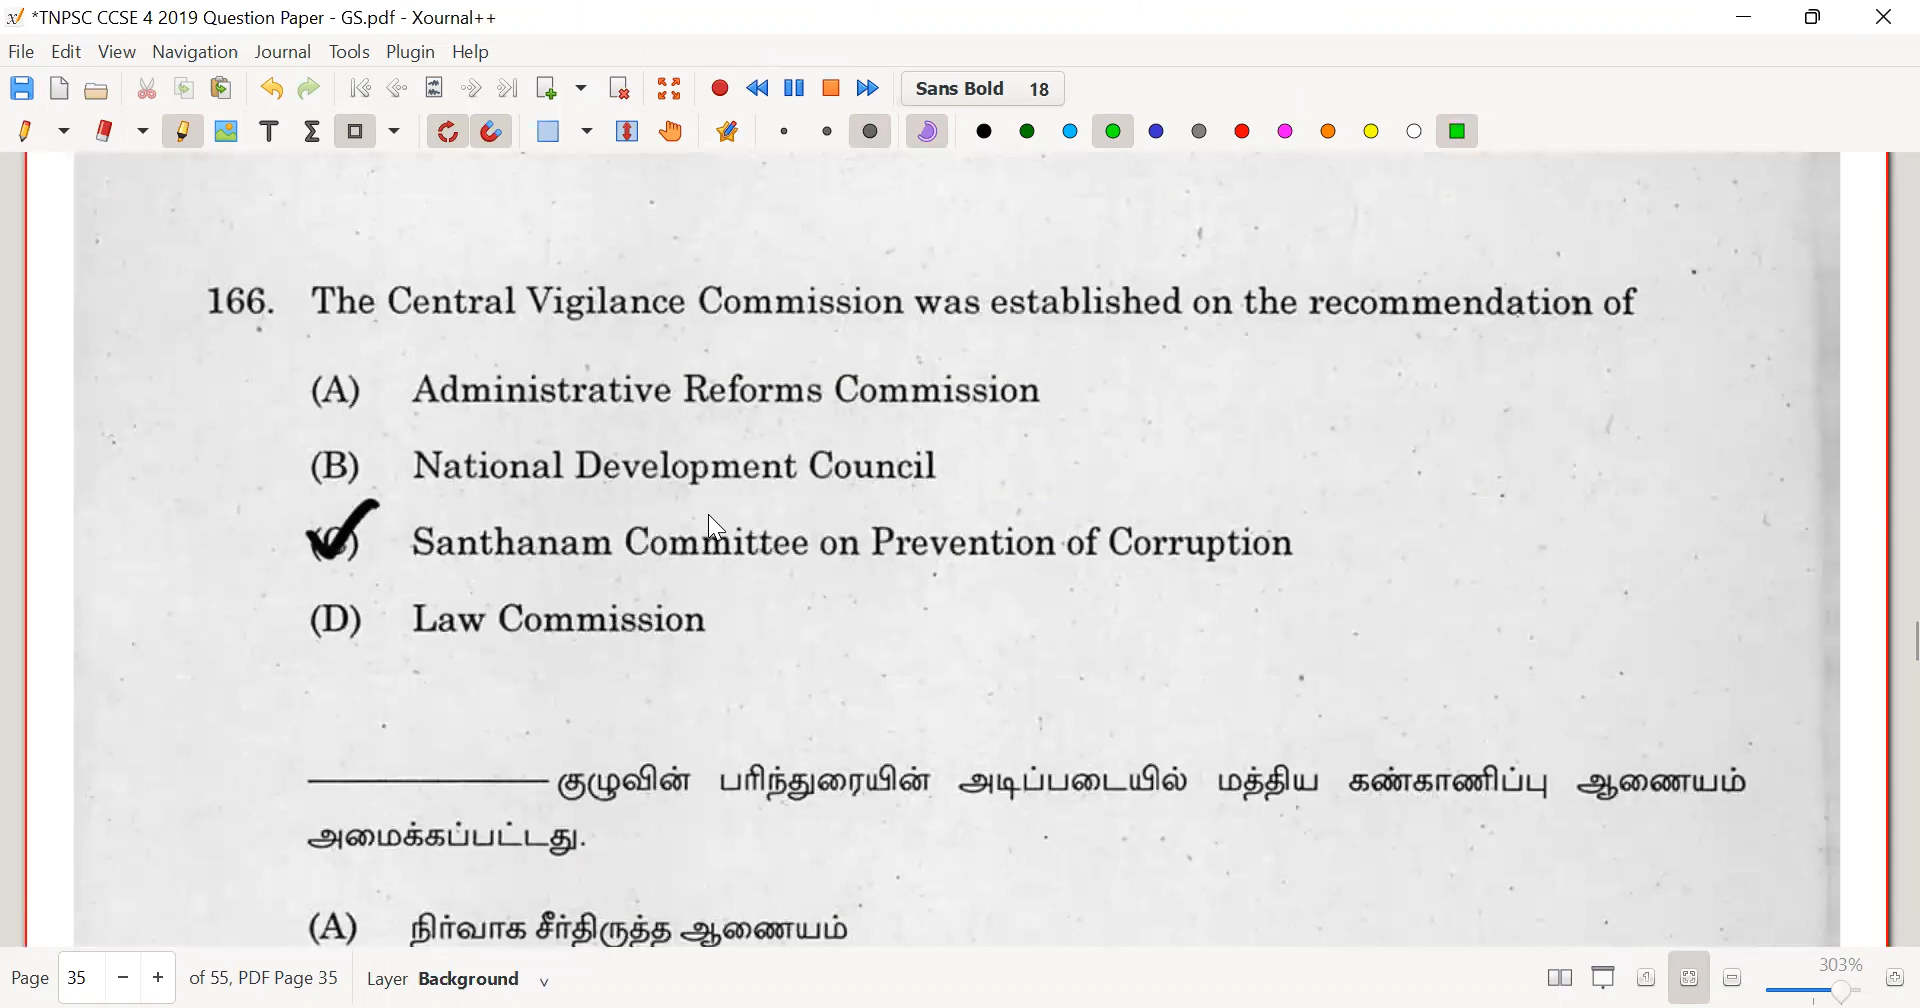 *TNPSC CCSE 4 2019 Question Paper - GS.pdf - Xournal++
File Edit View Navigation Journal Tools Plugin Help
Sans Bold 18
166. The Central Vigilance Commission was established on the recommendation of
(A) Administrative Reforms Commission
(B) National Development Council
(C) Santhanam Committee on Prevention of Corruption
(D) Law Commission
குழுவின் பரிந்துரையின் அடிப்படையில் மத்திய கண்காணிப்பு ஆணையம்
அமைக்கப்பட்டது.
(A) நிர்வாக சீர்திருத்த ஆணையம்
Page 35 of 55, PDF Page 35 Layer Background 303%